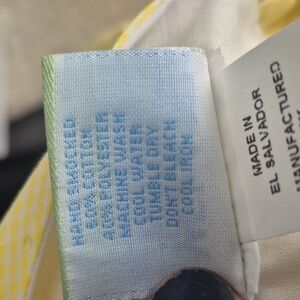 HAND SMOCKED
60% COTTON
40% POLYESTER
MACHINE WASH
COOL WATER
TUMBLE DRY
DON'T BLEACH
COOL IRON
MADE IN
EL SALVADOR
MANUFACTURED